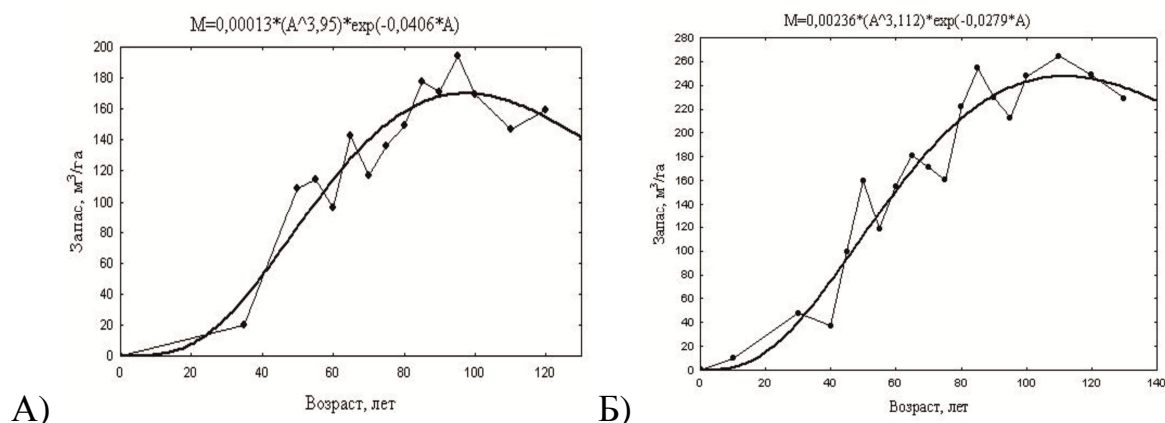 M=0,00013*(A^3,95)*exp(-0,0406*A)
200
180
160
140
120
100
80
60
40
20
0
Запас, м³/га
0 20 40 60 80 100 120
Возраст, лет
А)
M=0,00236*(A^3,112)*exp(-0,0279*A)
280
260
240
220
200
180
160
140
120
100
80
60
40
20
0
Запас, м³/га
0 20 40 60 80 100 120 140
Возраст, лет
Б)